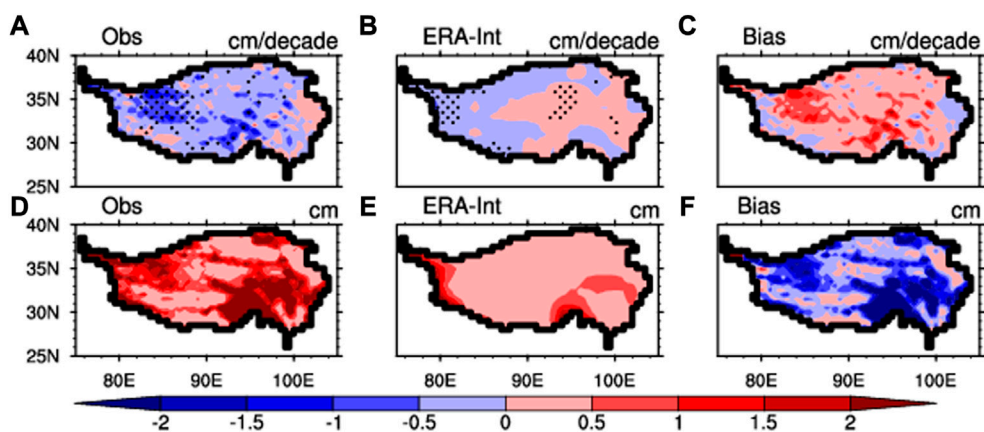 A Obs cm/decade B ERA-Int cm/decade C Bias cm/decade
40N
35N
30N
25N
D Obs cm E ERA-Int cm F Bias cm
40N
35N
30N
25N
80E 90E 100E 80E 90E 100E 80E 90E 100E
-2 -1.5 -1 -0.5 0 0.5 1 1.5 2